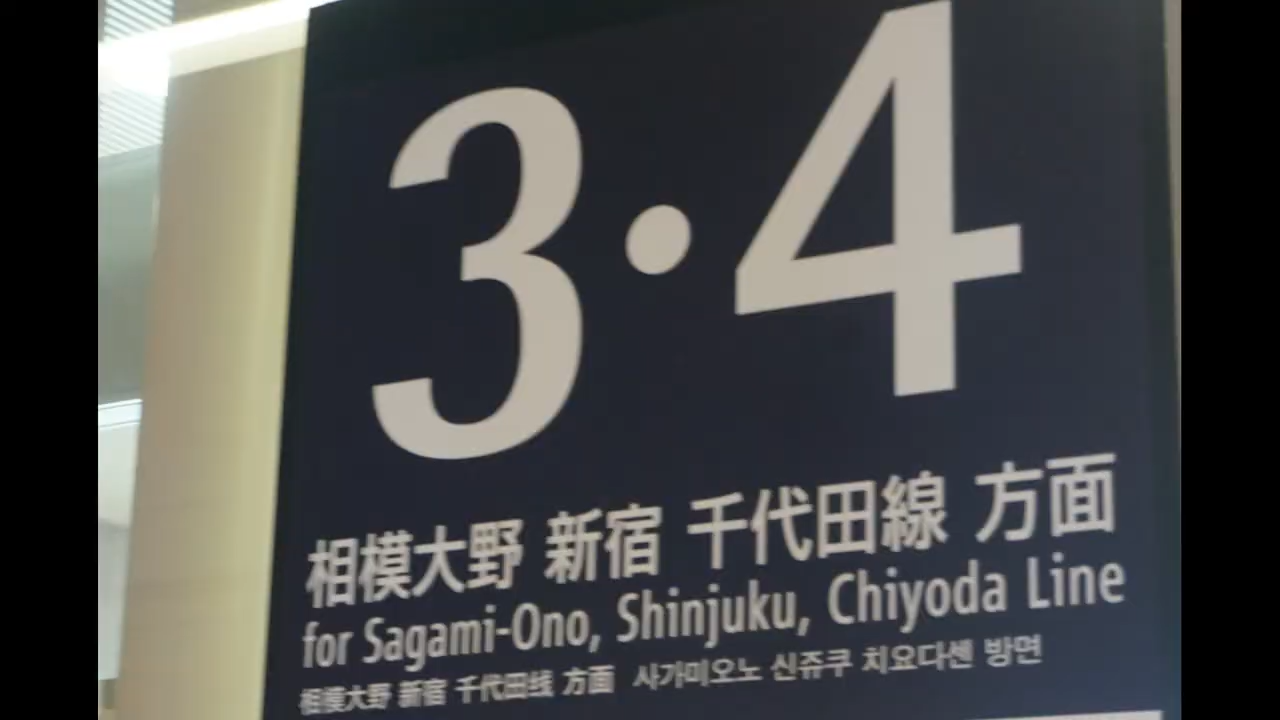 3・4
相模大野 新宿 千代田線 方面
for Sagami-Ono, Shinjuku, Chiyoda Line
相模大野 新宿 千代田线 方面 사가미오노 신쥬쿠 치요다센 방면